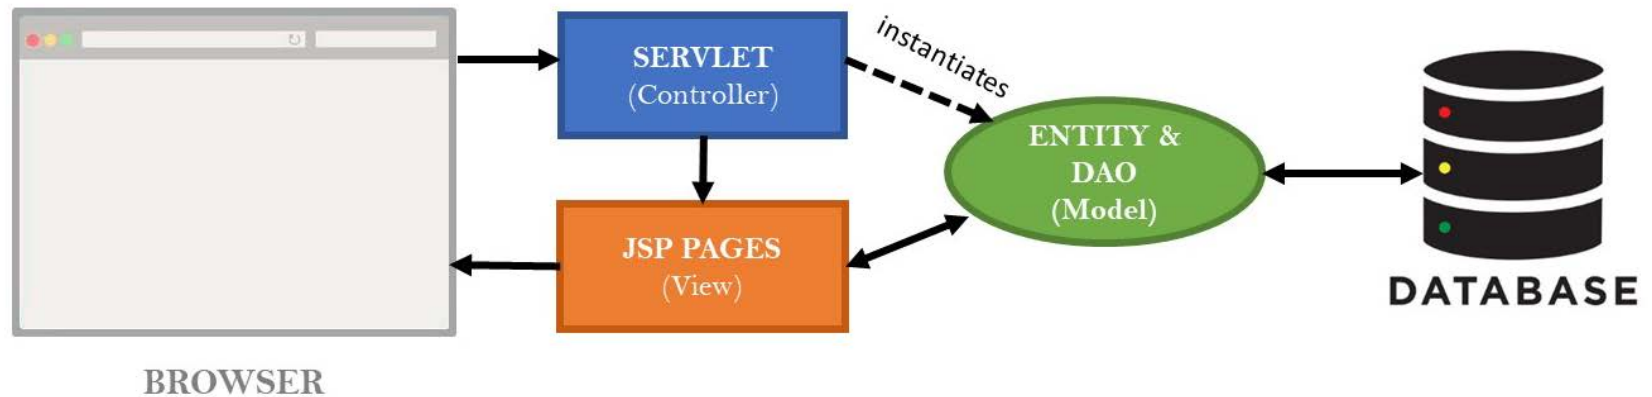 SERVLET
(Controller)
instantiates
ENTITY &
DAO
(Model)
JSP PAGES
(View)
DATABASE
BROWSER